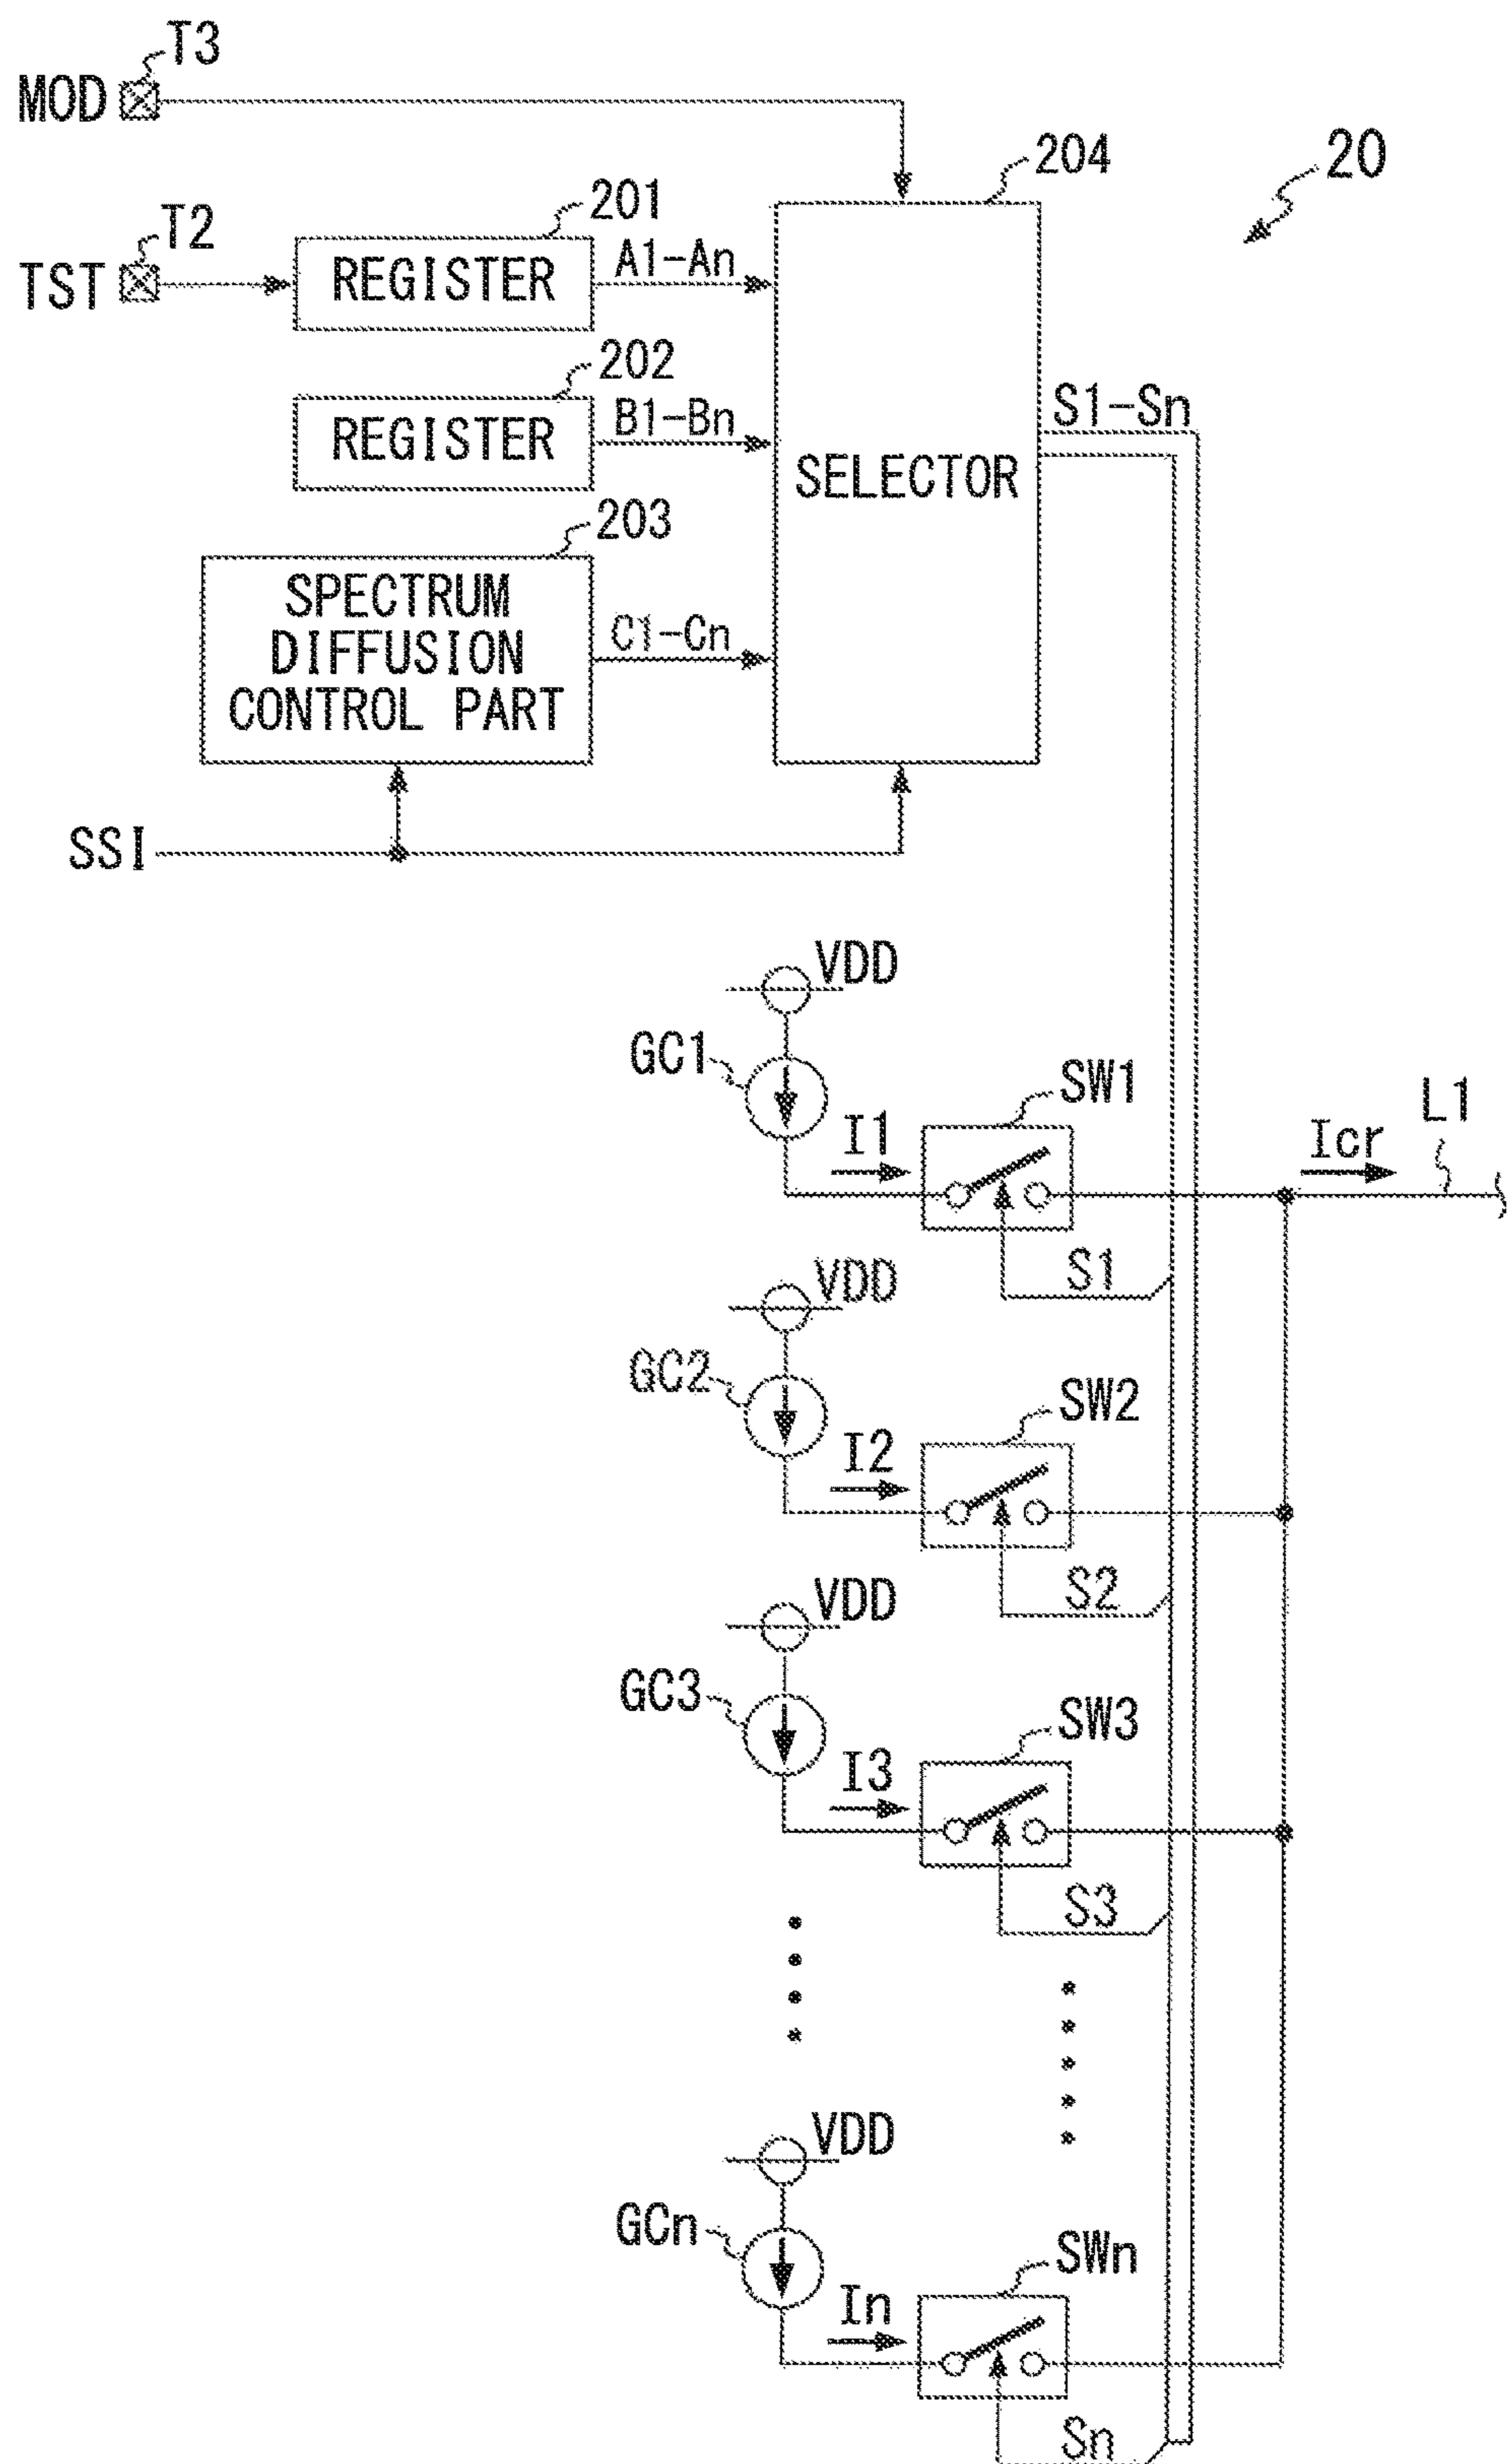 T3
MOD
204
20
201
T2
TST
REGISTER
A1-An
202
REGISTER
B1-Bn
S1-Sn
SELECTOR
203
SPECTRUM
DIFFUSION
CONTROL PART
C1-Cn
SSI
VDD
GC1
SW1
I1
Icr
L1
S1
VDD
GC2
SW2
I2
S2
VDD
GC3
SW3
I3
S3
VDD
GCn
SWn
In
Sn